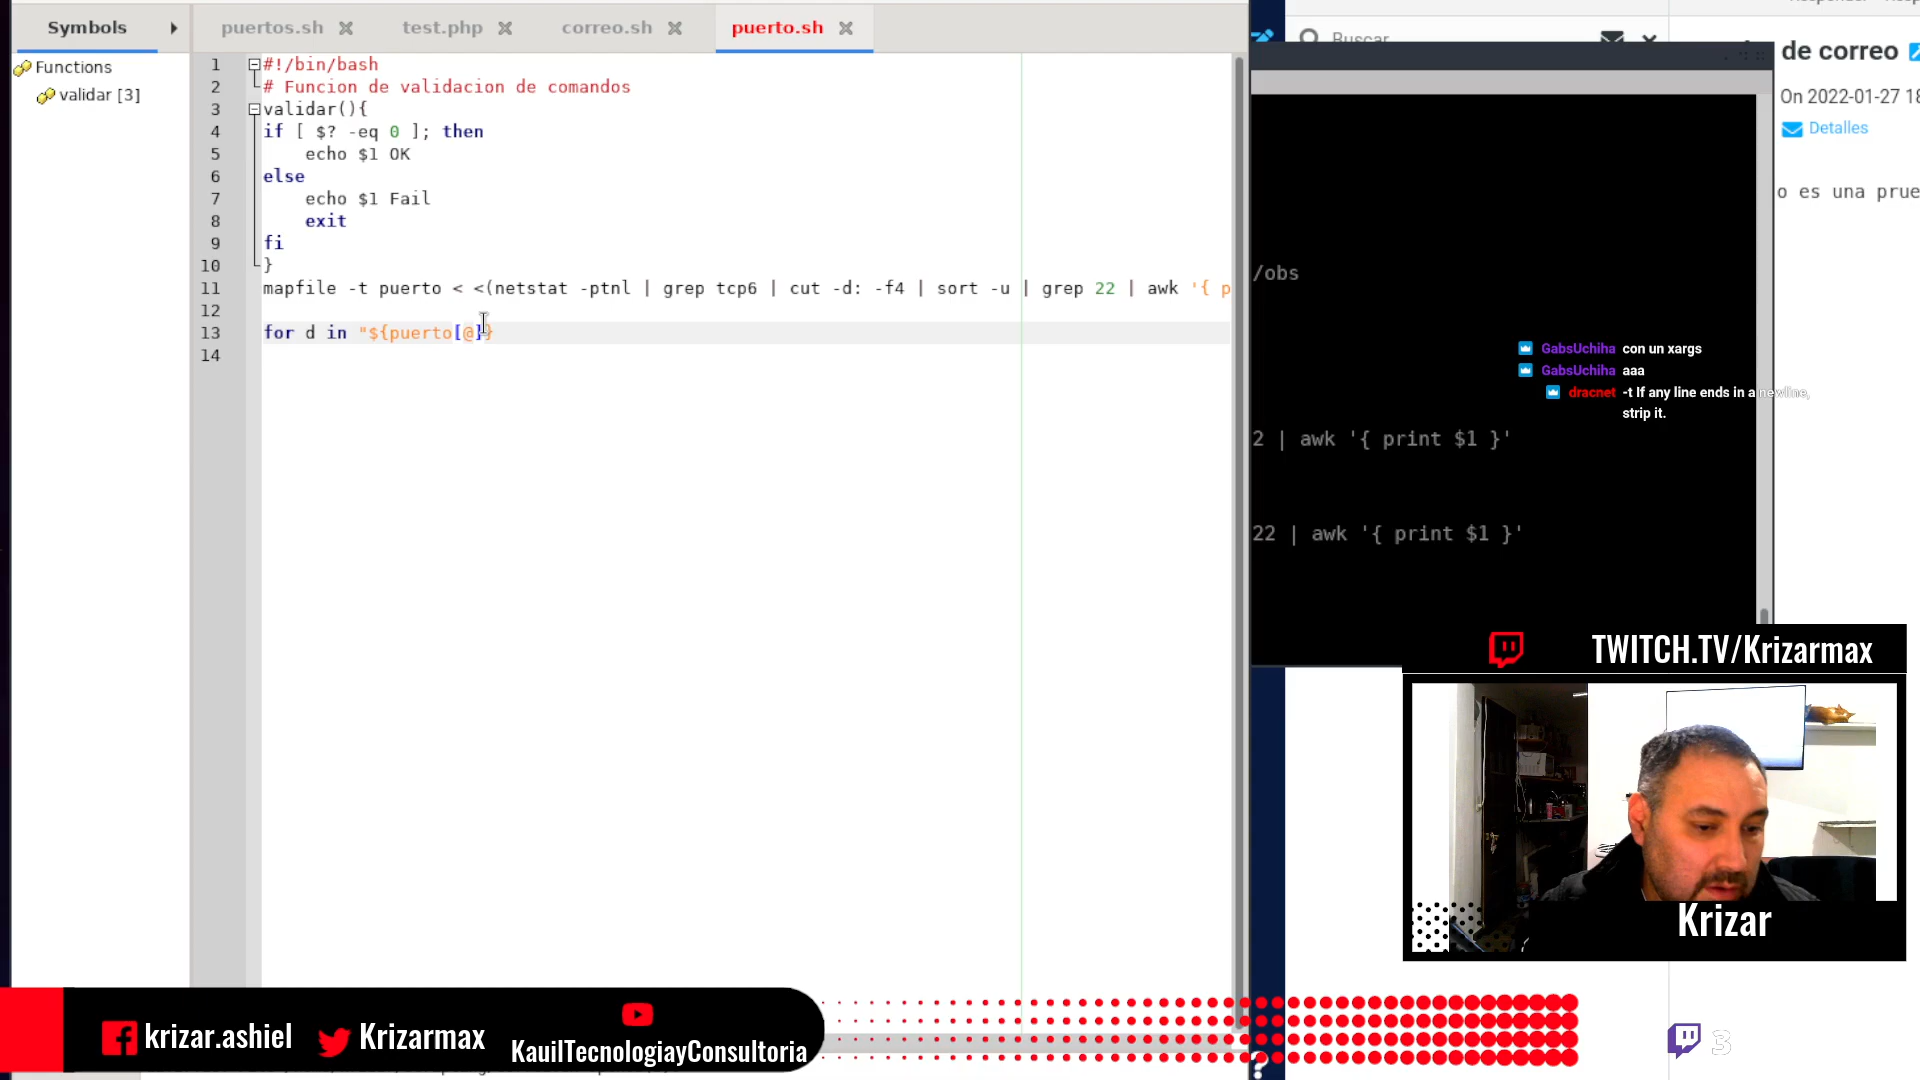 Symbols
puertos.sh
test.php
correo.sh
puerto.sh
Functions
validar [3]
1 #!/bin/bash
2 # Funcion de validacion de comandos
3 validar(){
4 if [ $? -eq 0 ]; then
5 echo $1 OK
6 else
7 echo $1 Fail
8 exit
9 fi
10 }
11 mapfile -t puerto < <(netstat -ptnl | grep tcp6 | cut -d: -f4 | sort -u | grep 22 | awk '{ p
12
13 for d in "${puerto[@]}
14
Buscar
de correo
On 2022-01-27 18
Detalles
o es una prue
/obs
GabsUchiha con un xargs
GabsUchiha aaa
dracnet -t If any line ends in a newline,
strip it.
2 | awk '{ print $1 }'
22 | awk '{ print $1 }'
TWITCH.TV/Krizarmax
Krizar
krizar.ashiel
Krizarmax
KauilTecnologiayConsultoria
3
?